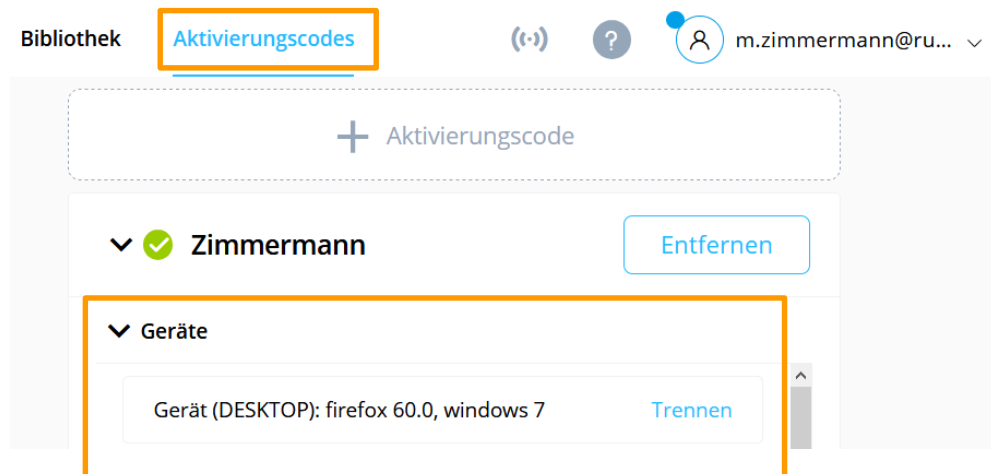 Bibliothek Aktivierungscodes ? m.zimmermann@ru...
Aktivierungscode
Zimmermann Entfernen
Geräte
Gerät (DESKTOP): firefox 60.0, windows 7 Trennen